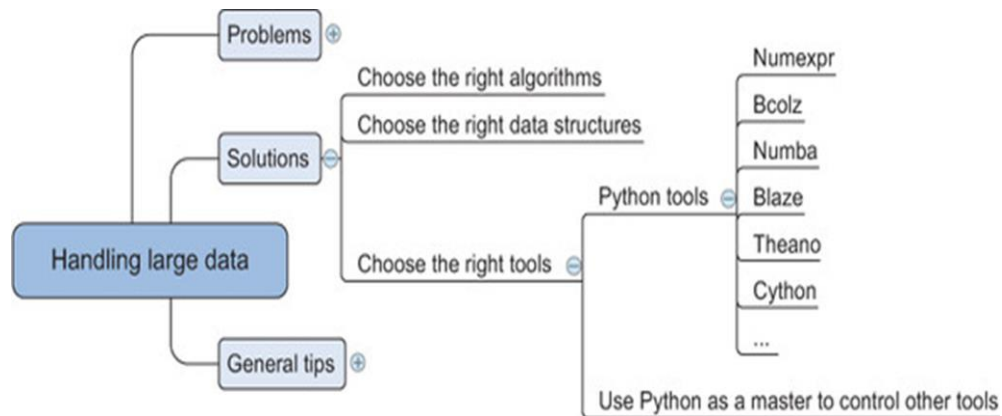 Problems
Numexpr
Choose the right algorithms
Bcolz
Choose the right data structures
Solutions
Numba
Python tools
Blaze
Handling large data
Choose the right tools
Theano
Cython
...
General tips
Use Python as a master to control other tools